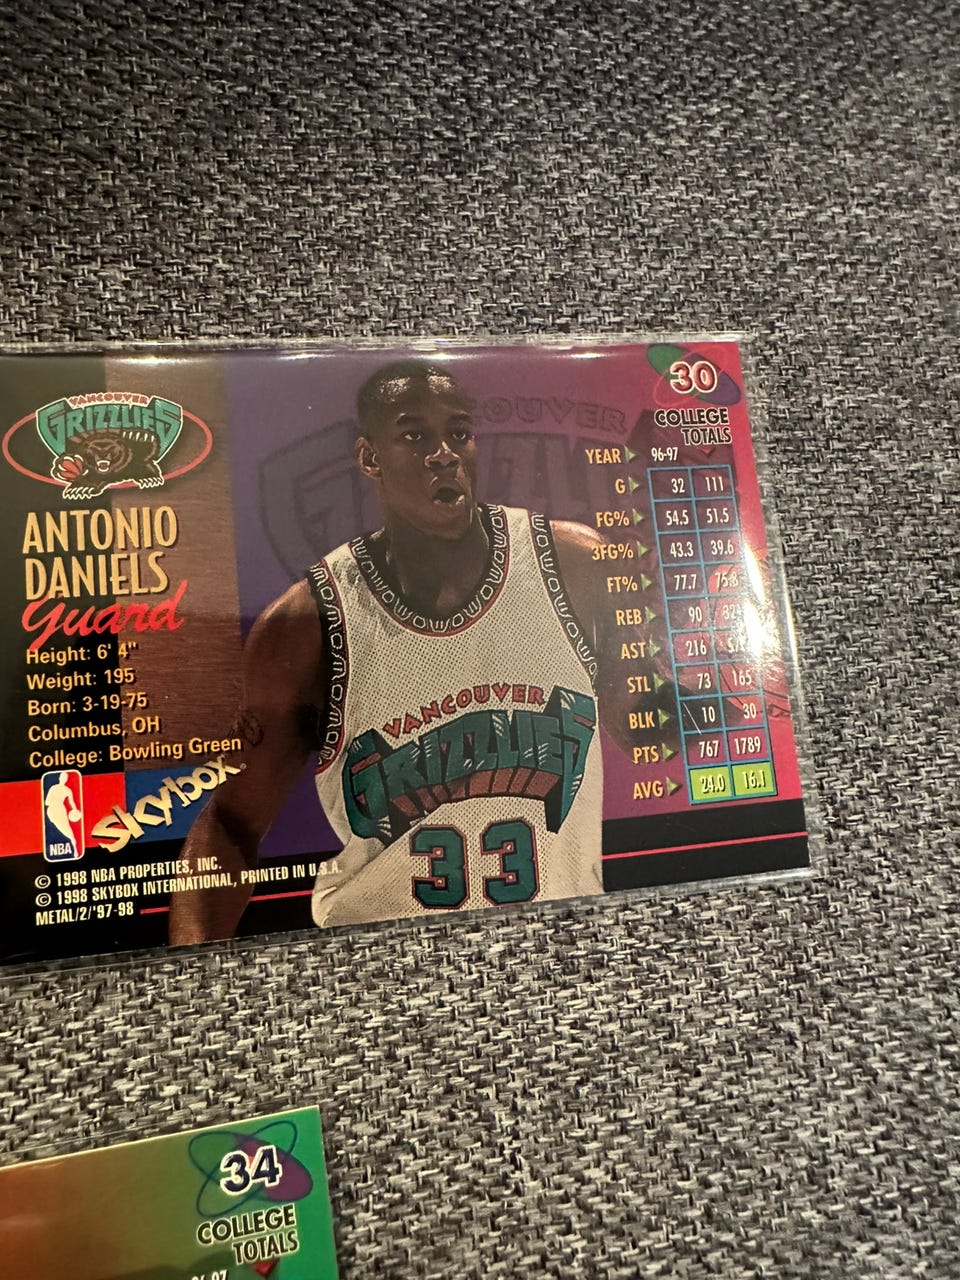 VANCOUVER
GRIZZLIES
ANTONIO
DANIELS
Guard
Height: 6' 4"
Weight: 195
Born: 3-19-75
Columbus, OH
College: Bowling Green
NBA
SkyBox
© 1998 NBA PROPERTIES, INC.
© 1998 SKYBOX INTERNATIONAL, PRINTED IN U.S.A.
METAL/2/'97-98
VANCOUVER
GRIZZLIES
33
30
COLLEGE
TOTALS
YEAR 96-97
G 32 111
FG% 54.5 51.5
3FG% 43.3 39.6
FT% 77.7 75.8
REB 90
AST 216
STL 73 165
BLK 10 30
PTS 767 1789
AVG 24.0 16.1
34
COLLEGE
TOTALS